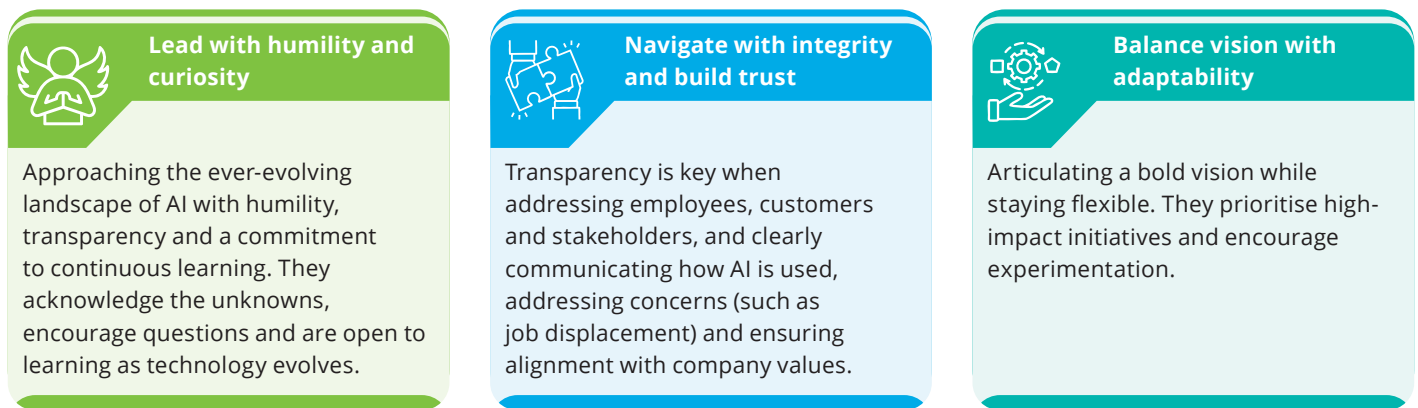 Lead with humility and
curiosity
Approaching the ever-evolving
landscape of AI with humility,
transparency and a commitment
to continuous learning. They
acknowledge the unknowns,
encourage questions and are open to
learning as technology evolves.
Navigate with integrity
and build trust
Transparency is key when
addressing employees, customers
and stakeholders, and clearly
communicating how AI is used,
addressing concerns (such as
job displacement) and ensuring
alignment with company values.
Balance vision with
adaptability
Articulating a bold vision while
staying flexible. They prioritise high-
impact initiatives and encourage
experimentation.